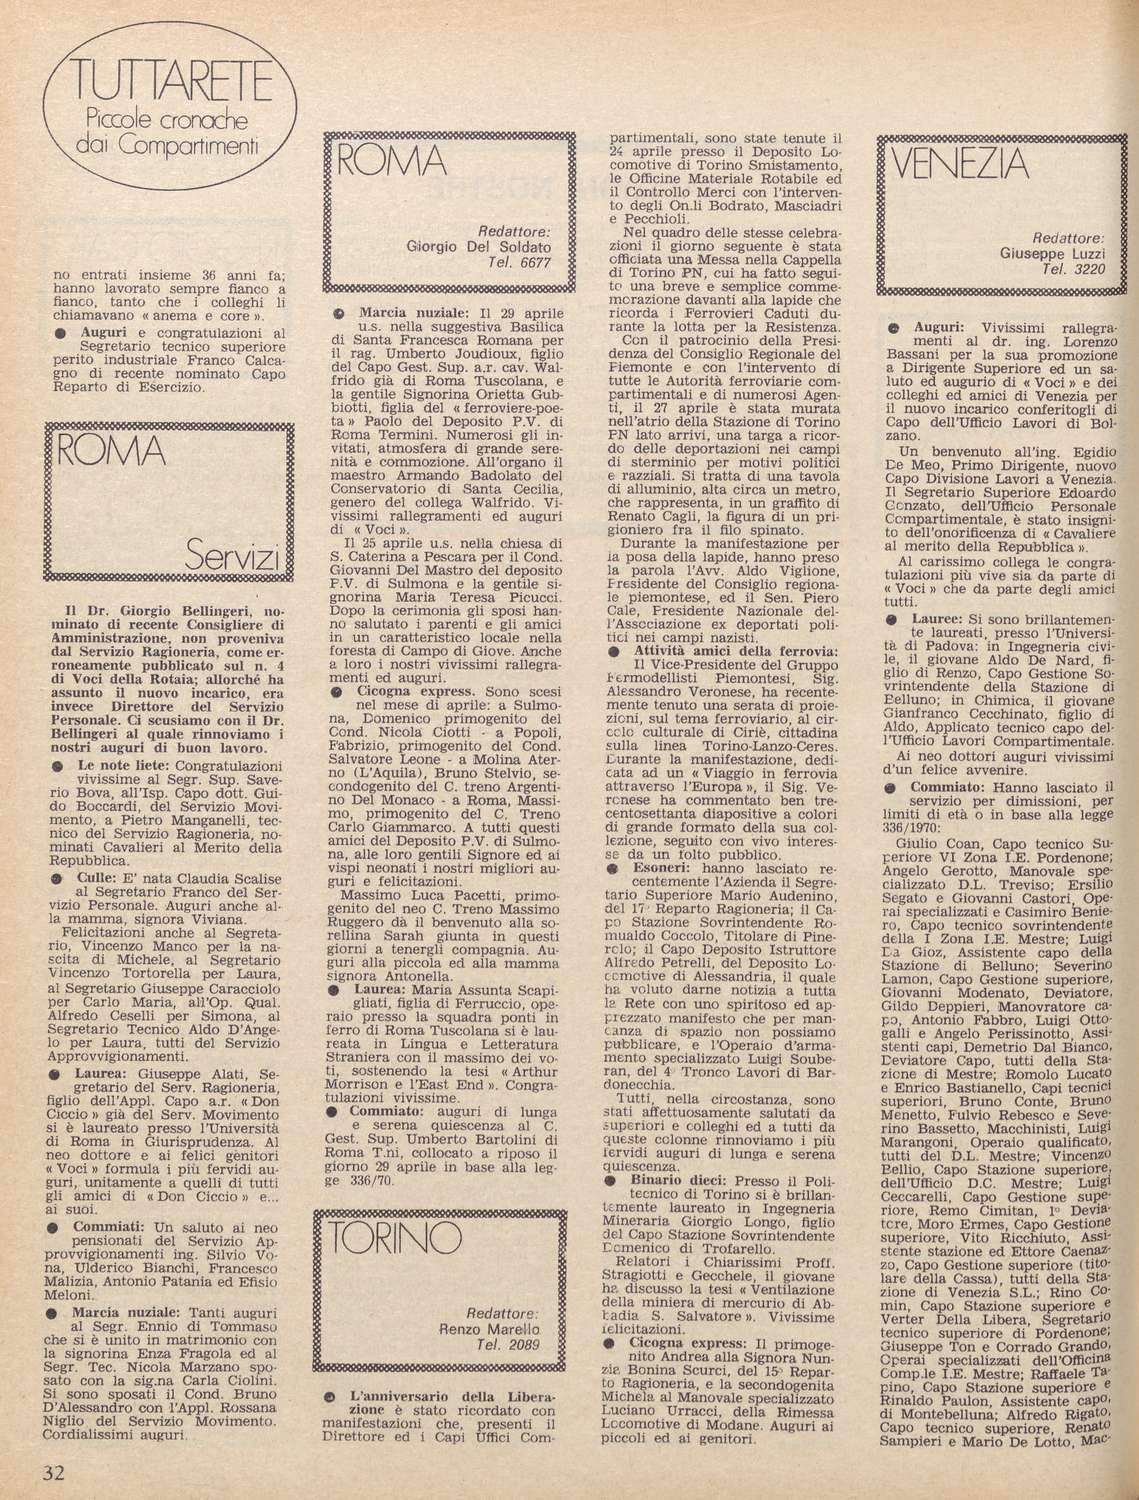 TUTTARETE
Piccole cronache
dai Compartimenti
no entrati insieme 36 anni fa;
hanno lavorato sempre fianco a
fianco, tanto che i colleghi li
chiamavano « anema e core ».
● Auguri e congratulazioni al
Segretario tecnico superiore
perito industriale Franco Calca-
gno di recente nominato Capo
Reparto di Esercizio.
ROMA
Servizi
Il Dr. Giorgio Bellingeri, no-
minato di recente Consigliere di
Amministrazione, non proveniva
dal Servizio Ragioneria, come er-
roneamente pubblicato sul n. 4
di Voci della Rotaia; allorché ha
assunto il nuovo incarico, era
invece Direttore del Servizio
Personale. Ci scusiamo con il Dr.
Bellingeri al quale rinnoviamo i
nostri auguri di buon lavoro.
● Le note liete: Congratulazioni
vivissime al Segr. Sup. Save-
rio Bova, all'Isp. Capo dott. Gui-
do Boccardi, del Servizio Movi-
mento, a Pietro Manganelli, tec-
nico del Servizio Ragioneria, no-
minati Cavalieri al Merito della
Repubblica.
● Culle: E' nata Claudia Scalise
al Segretario Franco del Ser-
vizio Personale. Auguri anche al-
la mamma, signora Viviana.
Felicitazioni anche al Segreta-
rio, Vincenzo Manco per la na-
scita di Michele, al Segretario
Vincenzo Tortorella per Laura,
al Segretario Giuseppe Caracciolo
per Carlo Maria, all'Op. Qual.
Alfredo Ceselli per Simona, al
Segretario Tecnico Aldo D'Ange-
lo per Laura, tutti del Servizio
Approvvigionamenti.
● Laurea: Giuseppe Alati, Se-
gretario del Serv. Ragioneria,
figlio dell'Appl. Capo a.r. « Don
Ciccio » già del Serv. Movimento
si è laureato presso l'Università
di Roma in Giurisprudenza. Al
neo dottore e ai felici genitori
« Voci » formula i più fervidi au-
guri, unitamente a quelli di tutti
gli amici di « Don Ciccio » e...
ai suoi.
● Commiati: Un saluto ai neo
pensionati del Servizio Ap-
provvigionamenti ing. Silvio Vo-
na, Ulderico Bianchi, Francesco
Malizia, Antonio Patania ed Efisio
Meloni.
● Marcia nuziale: Tanti auguri
al Segr. Ennio di Tommaso
che si è unito in matrimonio con
la signorina Enza Fragola ed al
Segr. Tec. Nicola Marzano spo-
sato con la sig.na Carla Ciolini.
Si sono sposati il Cond. Bruno
D'Alessandro con l'Appl. Rossana
Niglio del Servizio Movimento.
Cordialissimi auguri.
32
ROMA
Redattore:
Giorgio Del Soldato
Tel. 6677
● Marcia nuziale: Il 29 aprile
u.s. nella suggestiva Basilica
di Santa Francesca Romana per
il rag. Umberto Joudioux, figlio
del Capo Gest. Sup. a.r. cav. Wal-
frido già di Roma Tuscolana, e
la gentile Signorina Orietta Gub-
biotti, figlia del « ferroviere-poe-
ta » Paolo del Deposito P.V. di
Roma Termini. Numerosi gli in-
vitati, atmosfera di grande sere-
nità e commozione. All'organo il
maestro Armando Badolato del
Conservatorio di Santa Cecilia,
genero del collega Walfrido. Vi-
vissimi rallegramenti ed auguri
di « Voci ».
Il 25 aprile u.s. nella chiesa di
S. Caterina a Pescara per il Cond.
Giovanni Del Mastro del deposito
P.V. di Sulmona e la gentile si-
gnorina Maria Teresa Picucci.
Dopo la cerimonia gli sposi han-
no salutato i parenti e gli amici
in un caratteristico locale nella
foresta di Campo di Giove. Anche
a loro i nostri vivissimi rallegra-
menti ed auguri.
● Cicogna express. Sono scesi
nel mese di aprile: a Sulmo-
na, Domenico primogenito del
Cond. Nicola Ciotti - a Popoli,
Fabrizio, primogenito del Cond.
Salvatore Leone - a Molina Ater-
no (L'Aquila), Bruno Stelvio, se-
condogenito del C. treno Argenti-
no Del Monaco - a Roma, Massi-
mo, primogenito del C. Treno
Carlo Giammarco. A tutti questi
amici del Deposito P.V. di Sulmo-
na, alle loro gentili Signore ed ai
vispi neonati i nostri migliori au-
guri e felicitazioni.
Massimo Luca Pacetti, primo-
genito del neo C. Treno Massimo
Ruggero dà il benvenuto alla so-
rellina Sarah giunta in questi
giorni a tenergli compagnia. Au-
guri alla piccola ed alla mamma
signora Antonella.
● Laurea: Maria Assunta Scapi-
gliati, figlia di Ferruccio, ope-
raio presso la squadra ponti in
ferro di Roma Tuscolana si è lau-
reata in Lingua e Letteratura
Straniera con il massimo dei vo-
ti, sostenendo la tesi « Arthur
Morrison e l'East End ». Congra-
tulazioni vivissime.
● Commiato: auguri di lunga
e serena quiescenza al C.
Gest. Sup. Umberto Bartolini di
Roma T.ni, collocato a riposo il
giorno 29 aprile in base alla leg-
ge 336/70.
TORINO
Redattore:
Renzo Marello
Tel. 2089
● L'anniversario della Libera-
zione è stato ricordato con
manifestazioni che, presenti il
Direttore ed i Capi Uffici Com-
partimentali, sono state tenute il
24 aprile presso il Deposito Lo-
comotive di Torino Smistamento,
le Officine Materiale Rotabile ed
il Controllo Merci con l'interven-
to degli On.li Bodrato, Masciadri
e Pecchioli.
Nel quadro delle stesse celebra-
zioni il giorno seguente è stata
officiata una Messa nella Cappella
di Torino PN, cui ha fatto segui-
to una breve e semplice comme-
morazione davanti alla lapide che
ricorda i Ferrovieri Caduti du-
rante la lotta per la Resistenza.
Con il patrocinio della Presi-
denza del Consiglio Regionale del
Piemonte e con l'intervento di
tutte le Autorità ferroviarie com-
partimentali e di numerosi Agen-
ti, il 27 aprile è stata murata
nell'atrio della Stazione di Torino
PN lato arrivi, una targa a ricor-
do delle deportazioni nei campi
di sterminio per motivi politici
e razziali. Si tratta di una tavola
di alluminio, alta circa un metro,
che rappresenta, in un graffito di
Renato Cagli, la figura di un pri-
gioniero fra il filo spinato.
Durante la manifestazione per
la posa della lapide, hanno preso
la parola l'Avv. Aldo Viglione,
Presidente del Consiglio regiona-
le piemontese, ed il Sen. Piero
Cale, Presidente Nazionale del-
l'Associazione ex deportati poli-
tici nei campi nazisti.
● Attività amici della ferrovia:
Il Vice-Presidente del Gruppo
Fermodellisti Piemontesi, Sig.
Alessandro Veronese, ha recente-
mente tenuto una serata di proie-
zioni, sul tema ferroviario, al cir-
colo culturale di Ciriè, cittadina
sulla linea Torino-Lanzo-Ceres.
Durante la manifestazione, dedi-
cata ad un « Viaggio in ferrovia
attraverso l'Europa », il Sig. Ve-
ronese ha commentato ben tre-
centosettanta diapositive a colori
di grande formato della sua col-
lezione, seguito con vivo interes-
se da un folto pubblico.
● Esoneri: hanno lasciato re-
centemente l'Azienda il Segre-
tario Superiore Mario Audenino,
del 17° Reparto Ragioneria; il Ca-
po Stazione Sovrintendente Ro-
mualdo Coccolo, Titolare di Pine-
rolo; il Capo Deposito Istruttore
Alfredo Petrelli, del Deposito Lo-
comotive di Alessandria, il quale
ha voluto darne notizia a tutta
la Rete con uno spiritoso ed ap-
prezzato manifesto che per man-
canza di spazio non possiamo
pubblicare, e l'Operaio d'arma-
mento specializzato Luigi Soube-
ran, del 4° Tronco Lavori di Bar-
donecchia.
Tutti, nella circostanza, sono
stati affettuosamente salutati da
superiori e colleghi ed a tutti da
queste colonne rinnoviamo i più
fervidi auguri di lunga e serena
quiescenza.
● Binario dieci: Presso il Poli-
tecnico di Torino si è brillan-
temente laureato in Ingegneria
Mineraria Giorgio Longo, figlio
del Capo Stazione Sovrintendente
Domenico di Trofarello.
Relatori i Chiarissimi Proff.
Stragiotti e Gecchele, il giovane
ha discusso la tesi « Ventilazione
della miniera di mercurio di Ab-
badia S. Salvatore ». Vivissime
felicitazioni.
● Cicogna express: Il primoge-
nito Andrea alla Signora Nun-
zia Bonina Scurci, del 15° Repar-
to Ragioneria, e la secondogenita
Michela al Manovale specializzato
Luciano Urracci, della Rimessa
Locomotive di Modane. Auguri ai
piccoli ed ai genitori.
VENEZIA
Redattore:
Giuseppe Luzzi
Tel. 3220
● Auguri: Vivissimi rallegra-
menti al dr. ing. Lorenzo
Bassani per la sua promozione
a Dirigente Superiore ed un sa-
luto ed augurio di « Voci » e dei
colleghi ed amici di Venezia per
il nuovo incarico conferitogli di
Capo dell'Ufficio Lavori di Bol-
zano.
Un benvenuto all'ing. Egidio
De Meo, Primo Dirigente, nuovo
Capo Divisione Lavori a Venezia.
Il Segretario Superiore Edoardo
Gonzato, dell'Ufficio Personale
Compartimentale, è stato insigni-
to dell'onorificenza di « Cavaliere
al merito della Repubblica ».
Al carissimo collega le congra-
tulazioni più vive sia da parte di
« Voci » che da parte degli amici
tutti.
● Lauree: Si sono brillantemen-
te laureati, presso l'Universi-
tà di Padova: in Ingegneria civi-
le, il giovane Aldo De Nard, fi-
glio di Renzo, Capo Gestione So-
vrintendente della Stazione di
Belluno; in Chimica, il giovane
Gianfranco Cecchinato, figlio di
Aldo, Applicato tecnico capo del-
l'Ufficio Lavori Compartimentale.
Ai neo dottori auguri vivissimi
d'un felice avvenire.
● Commiato: Hanno lasciato il
servizio per dimissioni, per
limiti di età o in base alla legge
336/1970:
Giulio Coan, Capo tecnico Su-
periore VI Zona I.E. Pordenone;
Angelo Gerotto, Manovale spe-
cializzato D.L. Treviso; Ersilio
Segato e Giovanni Castori, Ope-
rai specializzati e Casimiro Benie-
ro, Capo tecnico sovrintendente
della I Zona I.E. Mestre; Luigi
Da Gioz, Assistente capo della
Stazione di Belluno; Severino
Lamon, Capo Gestione superiore,
Giovanni Modenato, Deviatore,
Gildo Deppieri, Manovratore ca-
po, Antonio Fabbro, Luigi Otto-
galli e Angelo Perissinotto, Assi-
stenti capi, Demetrio Dal Bianco,
Deviatore Capo, tutti della Sta-
zione di Mestre; Romolo Lucato
e Enrico Bastianello, Capi tecnici
superiori, Bruno Conte, Bruno
Menetto, Fulvio Rebesco e Seve-
rino Bassetto, Macchinisti, Luigi
Marangoni, Operaio qualificato,
tutti del D.L. Mestre; Vincenzo
Bellio, Capo Stazione superiore,
dell'Ufficio D.C. Mestre; Luigi
Ceccarelli, Capo Gestione supe-
riore, Remo Cimitan, 1° Devia-
tore, Moro Ermes, Capo Gestione
superiore, Vito Ricchiuto, Assi-
stente stazione ed Ettore Caenaz-
zo, Capo Gestione superiore (tito-
lare della Cassa), tutti della Sta-
zione di Venezia S.L.; Rino Co-
min, Capo Stazione superiore e
Verter Della Libera, Segretario
tecnico superiore di Pordenone;
Giuseppe Ton e Corrado Grando,
Operai specializzati dell'Officina
Comp.le I.E. Mestre; Raffaele Ta-
pino, Capo Stazione superiore e
Rinaldo Paulon, Assistente capo,
di Montebelluna; Alfredo Rigato,
Capo tecnico superiore, Renato
Sampieri e Mario De Lotto, Mac-